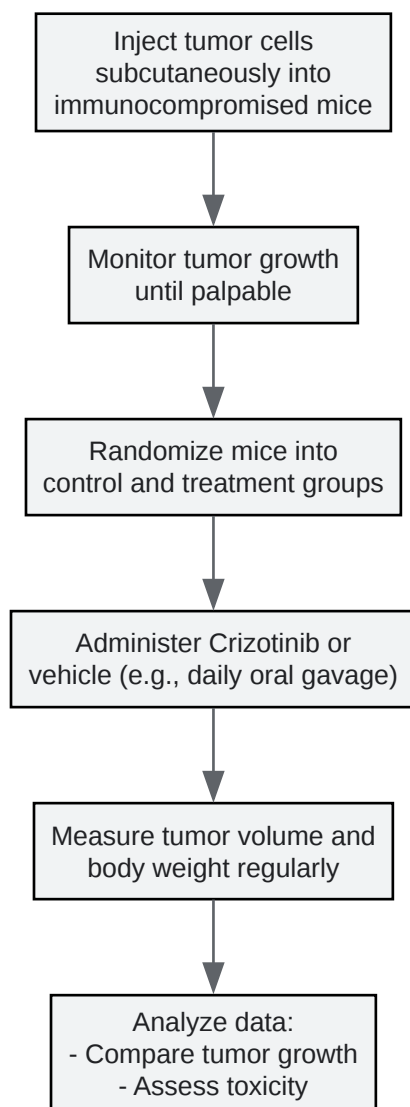 Inject tumor cells
subcutaneously into
immunocompromised mice
Monitor tumor growth
until palpable
Randomize mice into
control and treatment groups
Administer Crizotinib or
vehicle (e.g., daily oral gavage)
Measure tumor volume and
body weight regularly
Analyze data:
- Compare tumor growth
- Assess toxicity